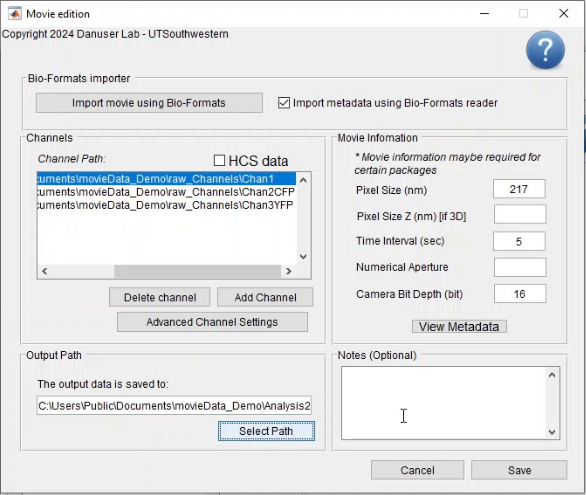 Movie edition
Copyright 2024 Danuser Lab - UTSouthwestern
?
Bio-Formats importer
Import movie using Bio-Formats
Import metadata using Bio-Formats reader
Channels
Channel Path:
HCS data
cuments\movieData_Demo\raw_Channels\Chan1
cuments\movieData_Demo\raw_Channels\Chan2CFP
cuments\movieData_Demo\raw_Channels\Chan3YFP
Delete channel
Add Channel
Advanced Channel Settings
Movie Infomation
* Movie information maybe required for
certain packages
Pixel Size (nm) 217
Pixel Size Z (nm) [if 3D]
Time Interval (sec) 5
Numerical Aperture
Camera Bit Depth (bit) 16
View Metadata
Output Path
The output data is saved to:
C:\Users\Public\Documents\movieData_Demo\Analysis2
Select Path
Notes (Optional)
Cancel
Save